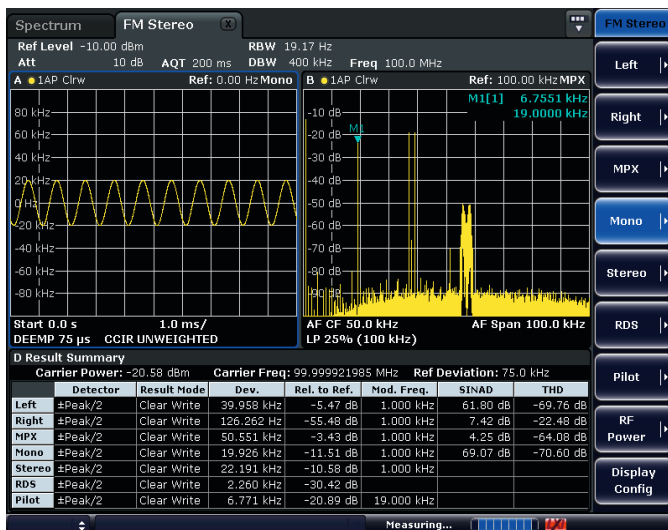 Spectrum FM Stereo X FM Stereo
Ref Level -10.00 dBm RBW 19.17 Hz
Att 10 dB AQT 200 ms DBW 400 kHz Freq 100.0 MHz
A 1AP Clrw Ref: 0.00 Hz Mono
80 kHz
60 kHz
40 kHz
20 kHz
0 Hz
-20 kHz
-40 kHz
-60 kHz
-80 kHz
Start 0.0 s 1.0 ms/
DEEMP 75 µs CCIR UNWEIGHTED
B 1AP Clrw Ref: 100.00 kHz MPX
M1[1] 6.7551 kHz
19.0000 kHz
M1
-10 dB
-20 dB
-30 dB
-40 dB
-50 dB
-60 dB
-70 dB
-80 dB
-90 dB
AF CF 50.0 kHz AF Span 100.0 kHz
LP 25% (100 kHz)
D Result Summary
Carrier Power: -20.58 dBm Carrier Freq: 99.999921985 MHz Ref Deviation: 75.0 kHz
Detector Result Mode Dev. Rel. to Ref. Mod. Freq. SINAD THD
Left ±Peak/2 Clear Write 39.958 kHz -5.47 dB 1.000 kHz 61.80 dB -69.76 dB
Right ±Peak/2 Clear Write 126.262 Hz -55.48 dB 1.000 kHz 7.42 dB -22.48 dB
MPX ±Peak/2 Clear Write 50.551 kHz -3.43 dB 1.000 kHz 4.25 dB -64.08 dB
Mono ±Peak/2 Clear Write 19.926 kHz -11.51 dB 1.000 kHz 69.07 dB -70.60 dB
Stereo ±Peak/2 Clear Write 22.191 kHz -10.58 dB 1.000 kHz
RDS ±Peak/2 Clear Write 2.260 kHz -30.42 dB
Pilot ±Peak/2 Clear Write 6.771 kHz -20.89 dB 19.000 kHz
Measuring...
Left
Right
MPX
Mono
Stereo
RDS
Pilot
RF
Power
Display
Config